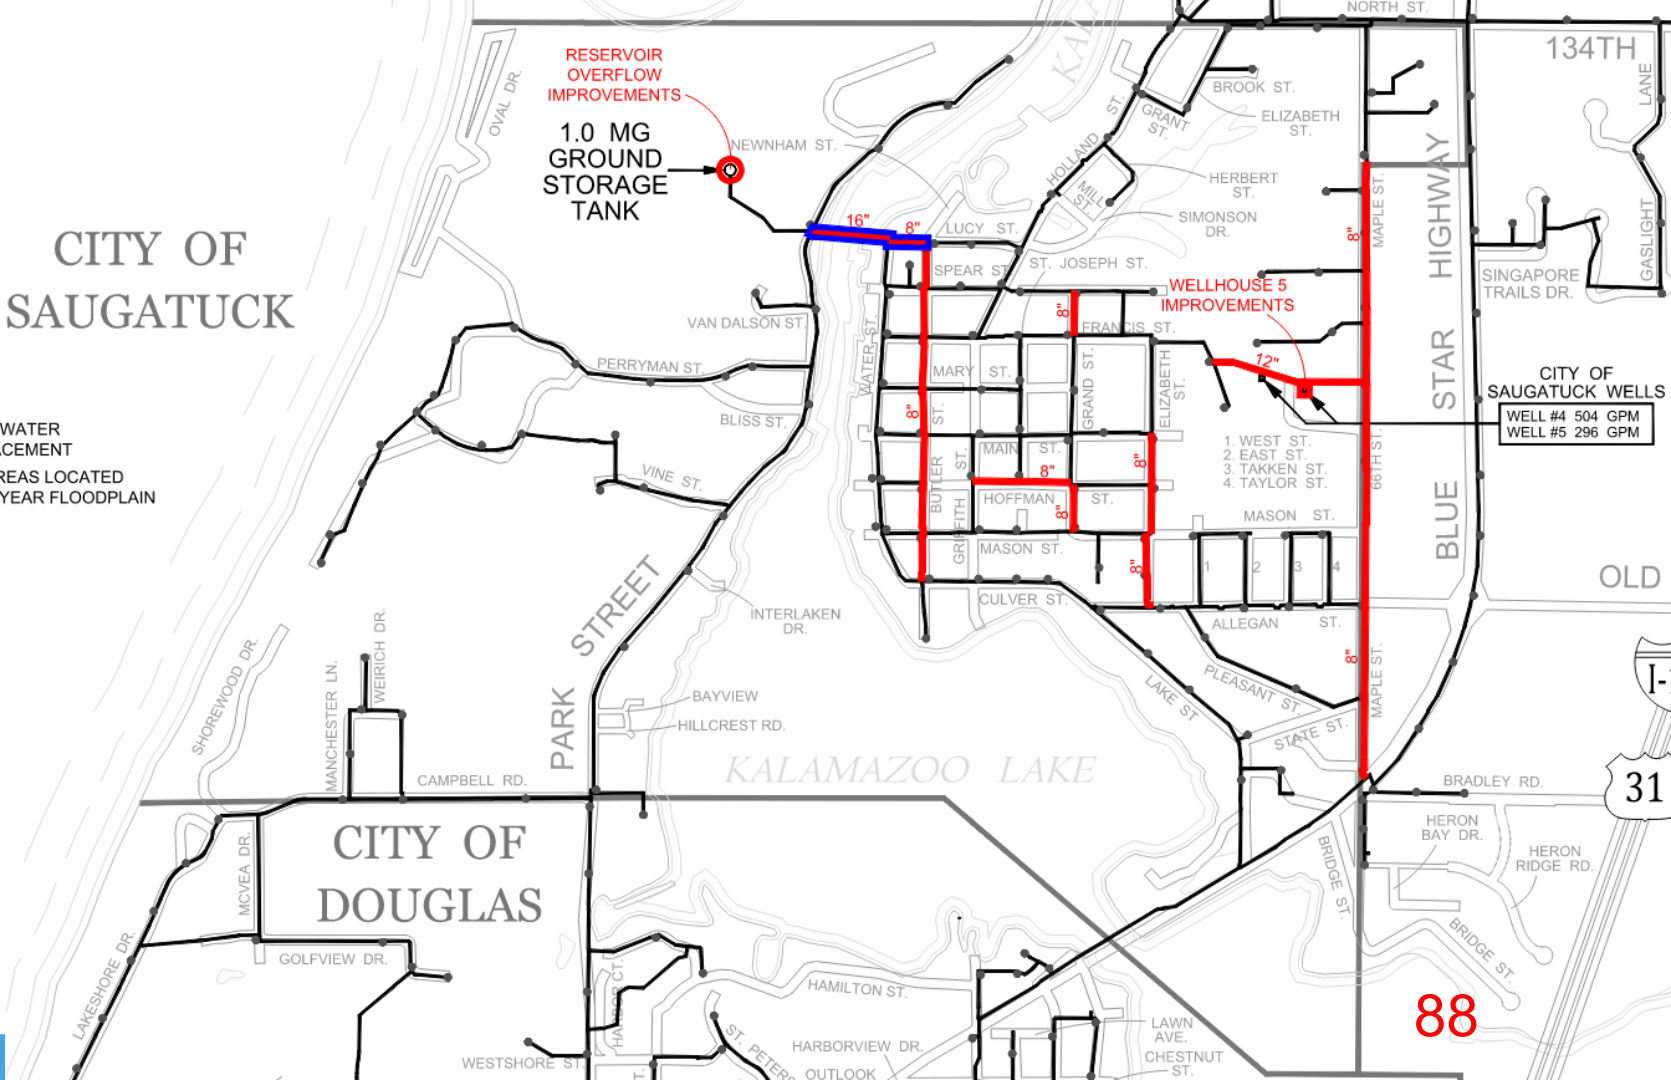 NORTH ST.
134TH
RESERVOIR
OVERFLOW
IMPROVEMENTS
1.0 MG
GROUND
STORAGE
TANK
OVAL DR.
NEWNHAM ST.
BROOK ST.
GRANT
ST.
ELIZABETH
ST.
LANE
HOLLAND
ST.
HERBERT
ST.
MILL
ST.
SIMONSON
DR.
MAPLE ST.
8"
HIGHWAY
GASLIGHT
CITY OF
SAUGATUCK
16"
8"
LUCY ST.
SPEAR ST
ST. JOSEPH ST.
WELLHOUSE 5
IMPROVEMENTS
SINGAPORE
TRAILS DR.
VAN DALSON ST.
8"
FRANCIS ST.
WATER ST.
PERRYMAN ST.
MARY ST.
GRAND ST.
ELIZABETH
ST.
12"
STAR
CITY OF
SAUGATUCK WELLS
WELL #4 504 GPM
WELL #5 296 GPM
BLISS ST.
8"
ST.
WATER
ACEMENT
REAS LOCATED
YEAR FLOODPLAIN
1. WEST ST.
2. EAST ST.
3. TAKKEN ST.
4. TAYLOR ST.
66TH ST.
MAIN ST.
ST.
8"
8"
VINE ST.
BUTLER
HOFFMAN ST.
8"
GRIFFITH
MASON ST.
MASON ST.
BLUE
8"
1
2
3
4
OLD
STREET
INTERLAKEN
DR.
CULVER ST.
ALLEGAN ST.
SHOREWOOD DR.
MANCHESTER LN.
WEIRICH DR.
8"
MAPLE ST.
PLEASANT ST.
LAKE ST
STATE ST.
PARK
BAYVIEW
HILLCREST RD.
KALAMAZOO LAKE
CAMPBELL RD.
BRADLEY RD.
31
CITY OF
DOUGLAS
MCVEA DR.
HERON
BAY DR.
HERON
RIDGE RD.
BRIDGE ST.
BRIDGE ST.
LAKESHORE DR.
GOLFVIEW DR.
HARBOR CT.
HAMILTON ST.
88
WESTSHORE ST.
ST. PETERS
HARBORVIEW DR.
OUTLOOK
LAWN
AVE.
CHESTNUT
ST.